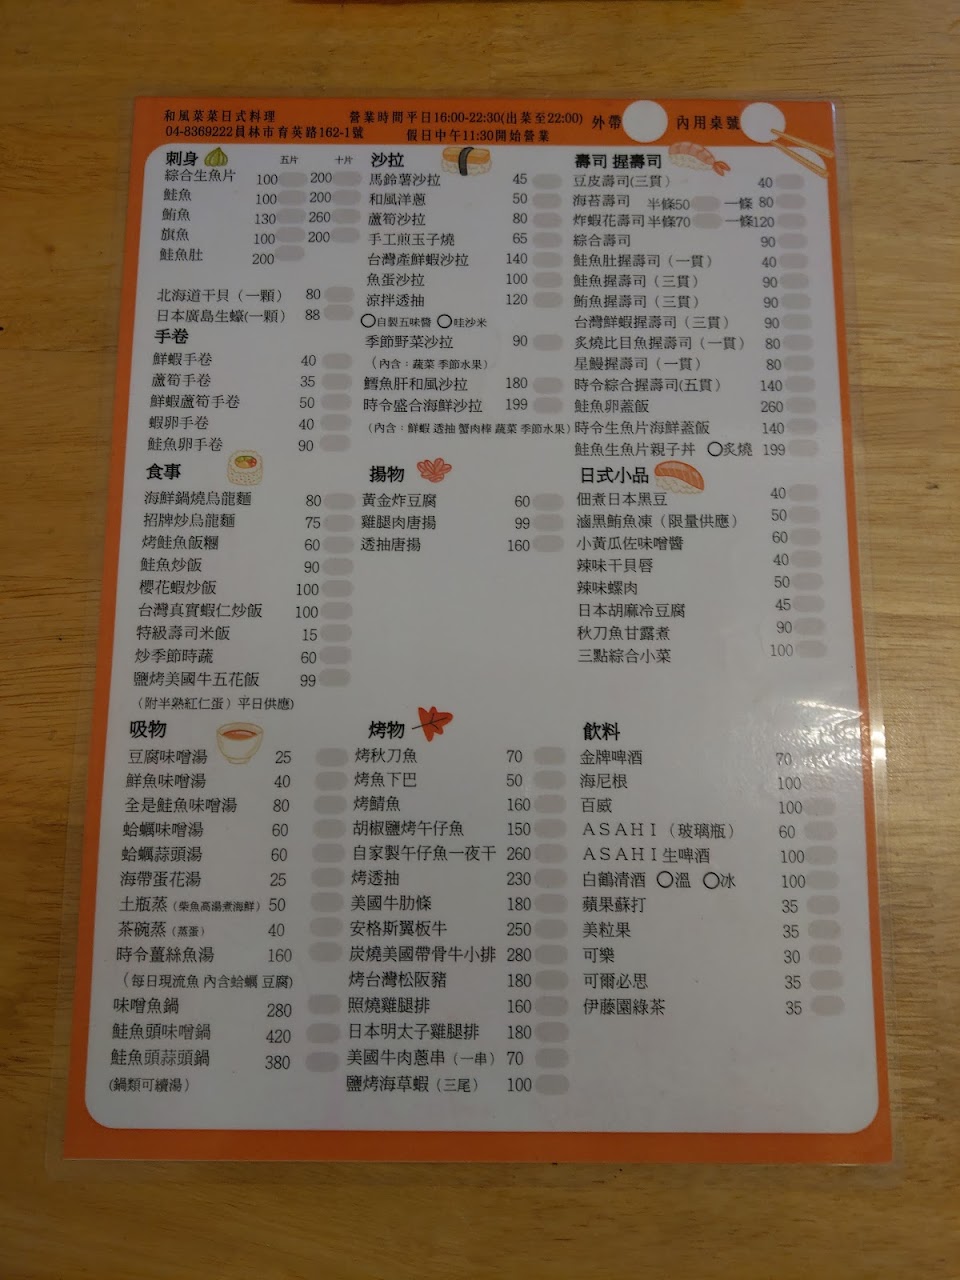 和風菜菜日式料理 營業時間平日16:00-22:30(出菜至22:00) 外帶 內用桌號
04-8369222員林市育英路162-1號 假日中午11:30開始營業
刺身 五片 十片
綜合生魚片 100 200
鮭魚 100 200
鮪魚 130 260
旗魚 100 200
鮭魚肚 200
北海道干貝（一顆） 80
日本廣島生蠔(一顆) 88
手卷
鮮蝦手卷 40
蘆筍手卷 35
鮮蝦蘆筍手卷 50
蝦卵手卷 40
鮭魚卵手卷 90
沙拉
馬鈴薯沙拉 45
和風洋蔥 50
蘆筍沙拉 80
手工煎玉子燒 65
台灣產鮮蝦沙拉 140
魚蛋沙拉 100
涼拌透抽 120
○自製五味醬 ○哇沙米
季節野菜沙拉 90
（內含：蔬菜 季節水果）
鱈魚肝和風沙拉 180
時令盛合海鮮沙拉 199
（內含：鮮蝦 透抽 蟹肉棒 蔬菜 季節水果）
壽司 握壽司
豆皮壽司(三貫) 40
海苔壽司 半條50 一條 80
炸蝦花壽司 半條70 一條120
綜合壽司 90
鮭魚肚握壽司（一貫） 40
鮭魚握壽司（三貫） 90
鮪魚握壽司（三貫） 90
台灣鮮蝦握壽司（三貫） 90
炙燒比目魚握壽司（一貫） 80
星鰻握壽司（一貫） 80
時令綜合握壽司(五貫) 140
鮭魚卵蓋飯 260
時令生魚片海鮮蓋飯 140
鮭魚生魚片親子丼 ○炙燒 199
食事
海鮮鍋燒烏龍麵 80
招牌炒烏龍麵 75
烤鮭魚飯糰 60
鮭魚炒飯 90
櫻花蝦炒飯 100
台灣真實蝦仁炒飯 100
特級壽司米飯 15
炒季節時蔬 60
鹽烤美國牛五花飯 99
（附半熟紅仁蛋）平日供應)
揚物
黃金炸豆腐 60
雞腿肉唐揚 99
透抽唐揚 160
日式小品
佃煮日本黑豆 40
滷黑鮪魚凍（限量供應） 50
小黃瓜佐味噌醬 60
辣味干貝唇 40
辣味螺肉 50
日本胡麻冷豆腐 45
秋刀魚甘露煮 90
三點綜合小菜 100
吸物
豆腐味噌湯 25
鮮魚味噌湯 40
全是鮭魚味噌湯 80
蛤蠣味噌湯 60
蛤蠣蒜頭湯 60
海帶蛋花湯 25
土瓶蒸（柴魚高湯煮海鮮） 50
茶碗蒸（蒸蛋） 40
時令薑絲魚湯 160
（每日現流魚 內含蛤蠣 豆腐)
味噌魚鍋 280
鮭魚頭味噌鍋 420
鮭魚頭蒜頭鍋 380
(鍋類可續湯）
烤物
烤秋刀魚 70
烤魚下巴 50
烤鯖魚 160
胡椒鹽烤午仔魚 150
自家製午仔魚一夜干 260
烤透抽 230
美國牛肋條 180
安格斯翼板牛 250
炭燒美國帶骨牛小排 280
烤台灣松阪豬 180
照燒雞腿排 160
日本明太子雞腿排 180
美國牛肉蔥串（一串） 70
鹽烤海草蝦（三尾） 100
飲料
金牌啤酒 70
海尼根 100
百威 100
ＡＳＡＨＩ（玻璃瓶） 60
ＡＳＡＨＩ生啤酒 100
白鶴清酒 ○溫 ○冰 100
蘋果蘇打 35
美粒果 35
可樂 30
可爾必思 35
伊藤園綠茶 35